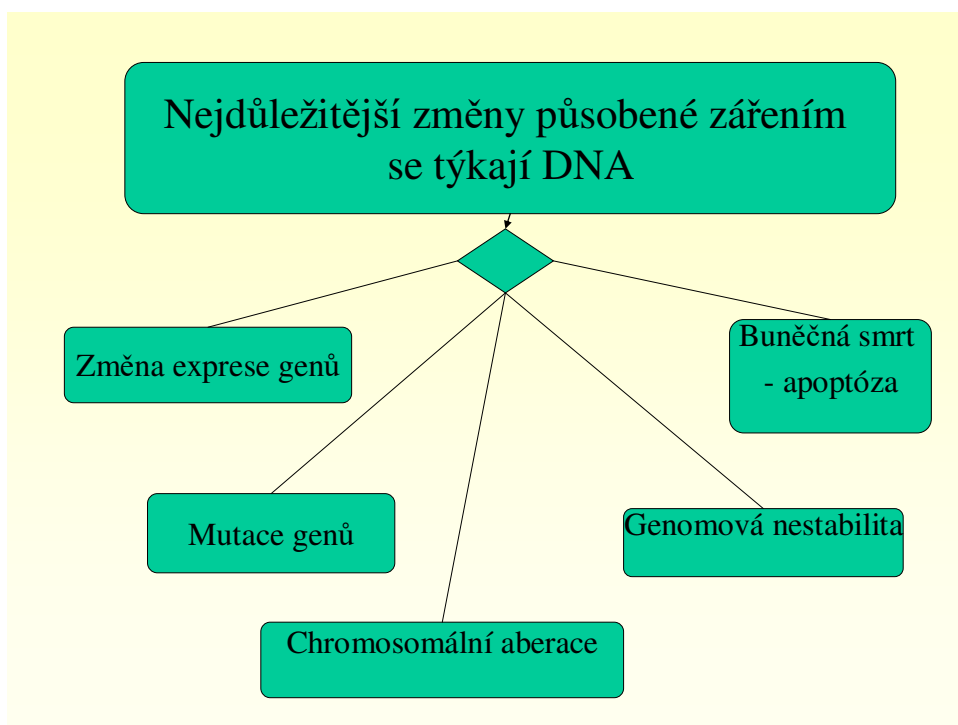 Nejdůležitější změny působené zářením
se týkají DNA
Změna exprese genů
Buněčná smrt
- apoptóza
Mutace genů
Genomová nestabilita
Chromosomální aberace